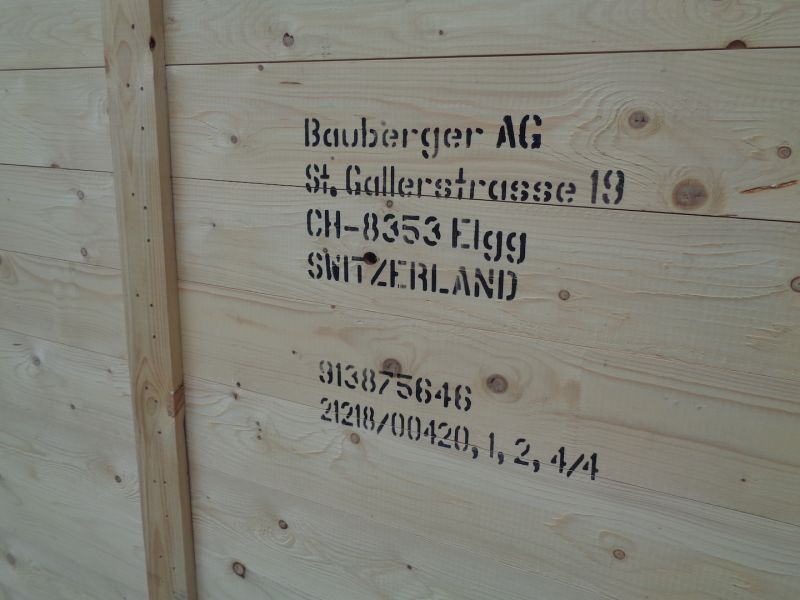 Bauberger AG
St. Gallerstrasse 19
CH-8353 Elgg
SWITZERLAND
913875646
21218/00420, 1, 2, 4/4